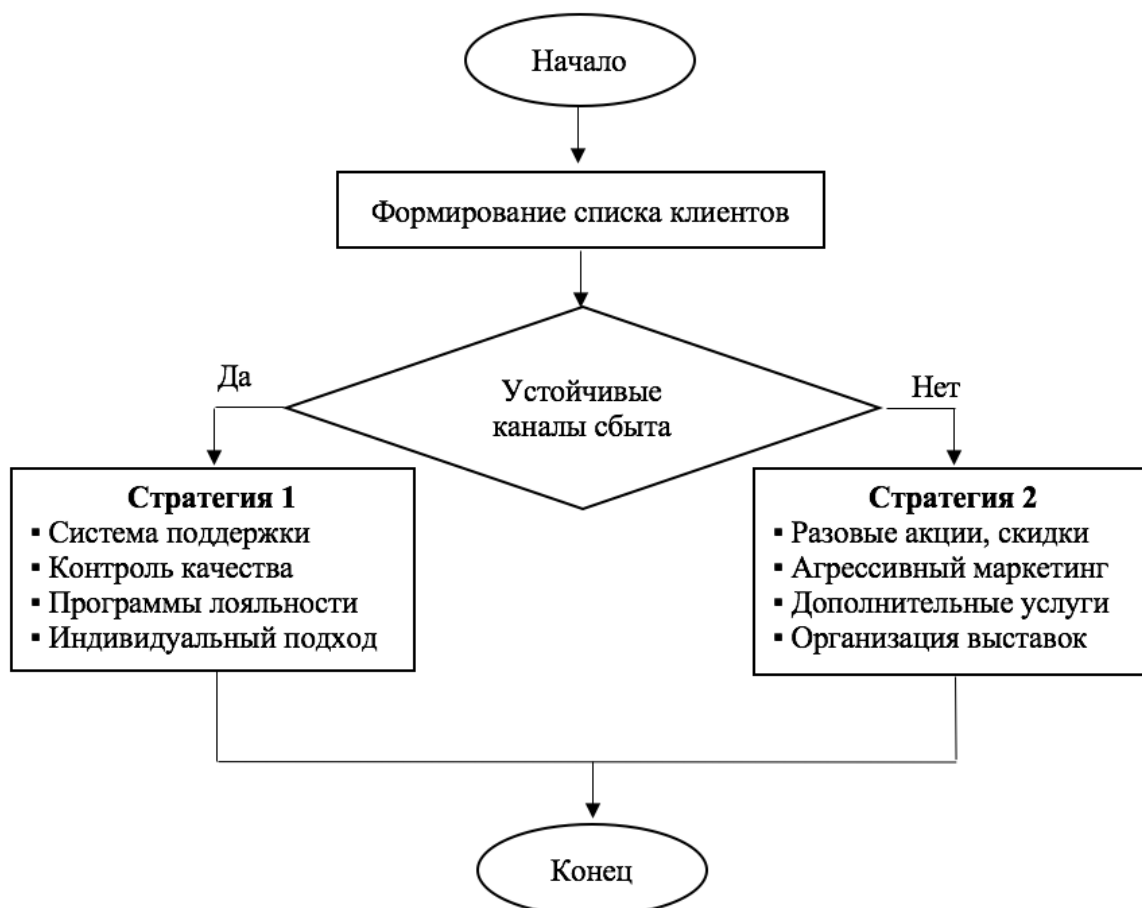 Начало
Формирование списка клиентов
Да
Устойчивые
каналы сбыта
Нет
Стратегия 1
▪ Система поддержки
▪ Контроль качества
▪ Программы лояльности
▪ Индивидуальный подход
Стратегия 2
▪ Разовые акции, скидки
▪ Агрессивный маркетинг
▪ Дополнительные услуги
▪ Организация выставок
Конец